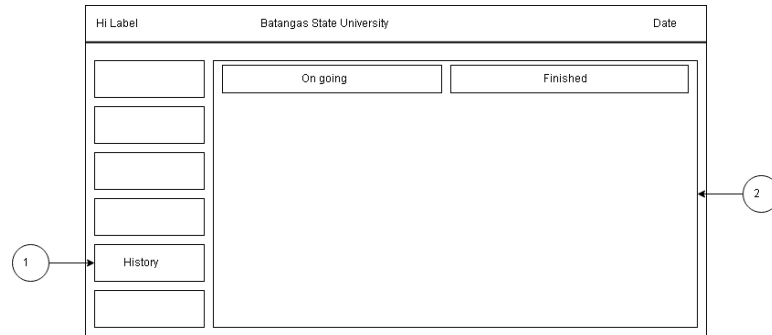 Hi Label Batangas State University Date
On going Finished
2
1 History